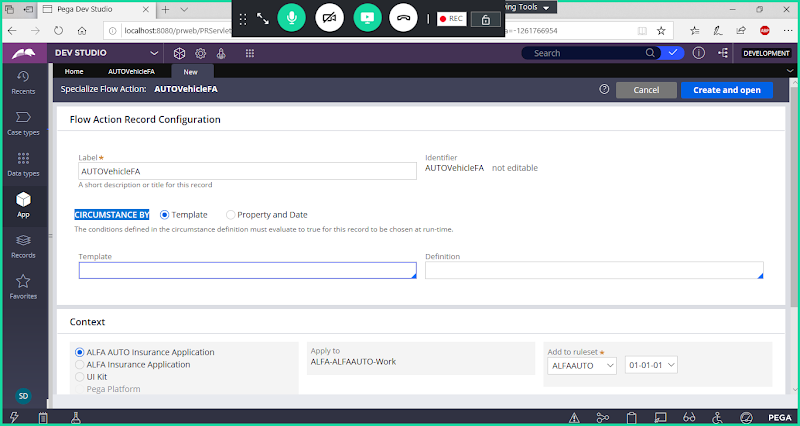 Pega Dev Studio
ving Tools
REC
localhost:8080/prweb/PRServlet
a=-1261766954
ABP
DEV STUDIO
Search
DEVELOPMENT
Home
AUTOVehicleFA
New
Specialize Flow Action: AUTOVehicleFA
Cancel
Create and open
Recents
Case types
Data types
App
Records
Favorites
SD
Flow Action Record Configuration
Label
AUTOVehicleFA
A short description or title for this record
Identifier
AUTOVehicleFA not editable
CIRCUMSTANCE BY Template Property and Date
The conditions defined in the circumstance definition must evaluate to true for this record to be chosen at run-time.
Template
Definition
Context
ALFA AUTO Insurance Application
ALFA Insurance Application
UI Kit
Pega Platform
Apply to
ALFA-ALFAAUTO-Work
Add to ruleset
ALFAAUTO 01-01-01
PEGA